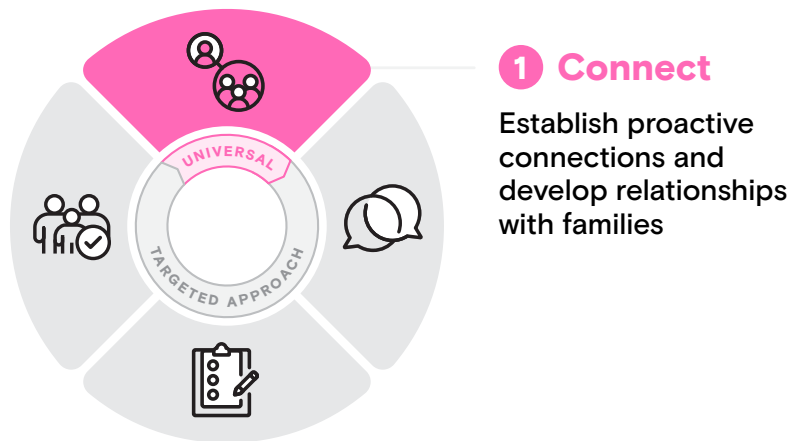 UNIVERSAL
TARGETED APPROACH
1 Connect
Establish proactive
connections and
develop relationships
with families